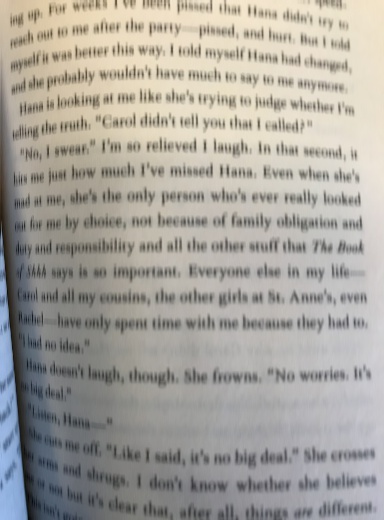 ing up. For weeks I've been pissed that Hana didn't try to
reach out to me after the party—pissed, and hurt. But I told
myself it was better this way. I told myself Hana had changed,
and she probably wouldn't have much to say to me anymore.
Hana is looking at me like she's trying to judge whether I'm
telling the truth. "Carol didn't tell you that I called?"
"No, I swear." I'm so relieved I laugh. In that second, it
hits me just how much I've missed Hana. Even when she's
mad at me, she's the only person who's ever really looked
out for me by choice, not because of family obligation and
duty and responsibility and all the other stuff that The Book
of Shhh says is so important. Everyone else in my life—
Carol and all my cousins, the other girls at St. Anne's, even
Rachel—have only spent time with me because they had to.
"I had no idea."
Hana doesn't laugh, though. She frowns. "No worries. It's
no big deal."
"Listen, Hana—"
She cuts me off. "Like I said, it's no big deal." She crosses
her arms and shrugs. I don't know whether she believes
me or not but it's clear that, after all, things are different.